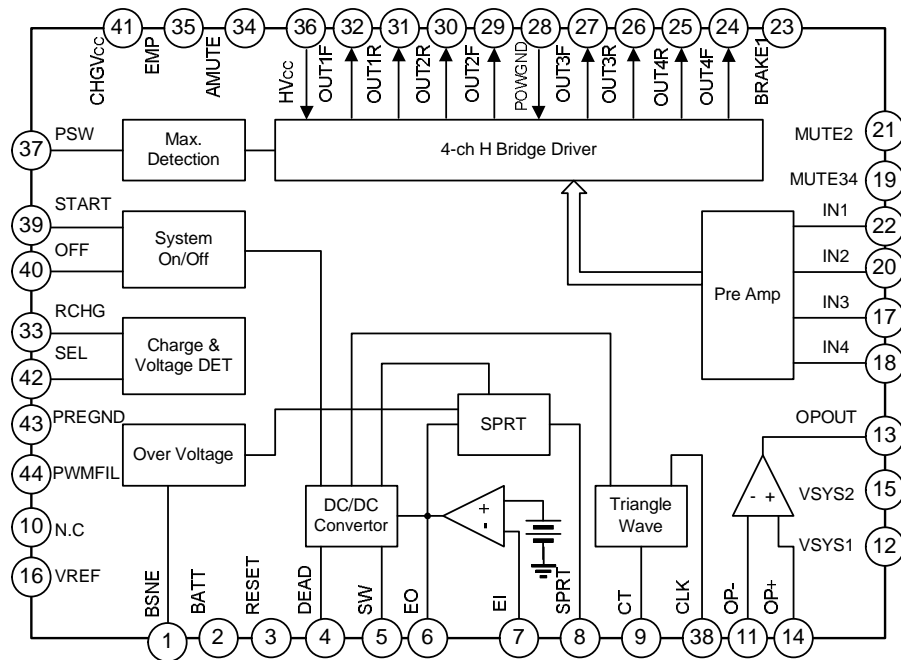 41 35 34 36 32 31 30 29 28 27 26 25 24 23
CHGVCC
EMP
AMUTE
HVCC
OUT1F
OUT1R
OUT2R
OUT2F
POWGND
OUT3F
OUT3R
OUT4R
OUT4F
BRAKE1
37 PSW
Max.
Detection
4-ch H Bridge Driver
MUTE2 21
MUTE34 19
39 START
40 OFF
System
On/Off
Pre Amp
IN1 22
IN2 20
IN3 17
IN4 18
33 RCHG
42 SEL
Charge &
Voltage DET
43 PREGND
44 PWMFIL
10 N.C
16 VREF
Over Voltage
SPRT
DC/DC
Convertor
+
-
Triangle
Wave
- +
OPOUT 13
VSYS2 15
VSYS1 12
BSNE
BATT
RESET
DEAD
SW
EO
EI
SPRT
CT
CLK
OP-
OP+
1 2 3 4 5 6 7 8 9 38 11 14